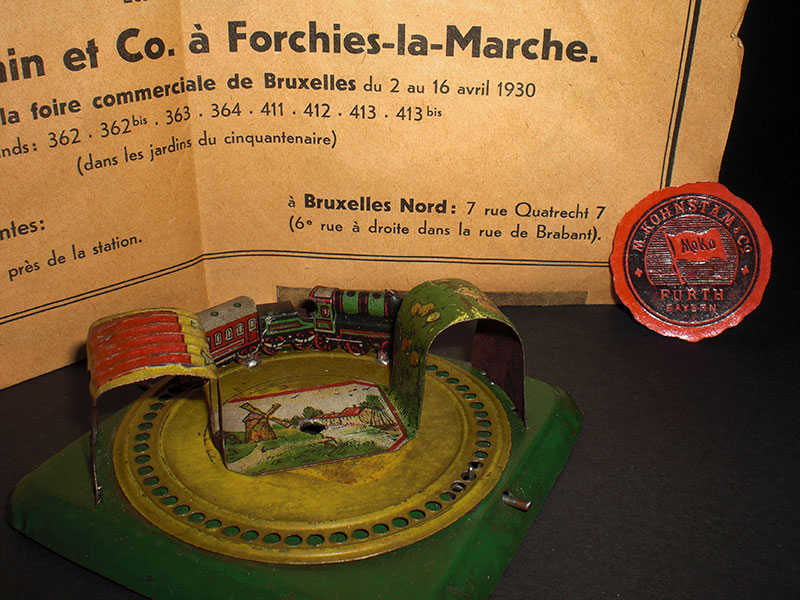 ain et Co. à Forchies-la-Marche.
la foire commerciale de Bruxelles du 2 au 16 avril 1930
nds: 362 . 362bis . 363 . 364 . 411 . 412 . 413 . 413bis
(dans les jardins du cinquantenaire)
ntes:
près de la station.
à Bruxelles Nord: 7 rue Quatrecht 7
(6e rue à droite dans la rue de Brabant).
M. KOHNSTAM & CO
MoKo
FÜRTH
BAYERN